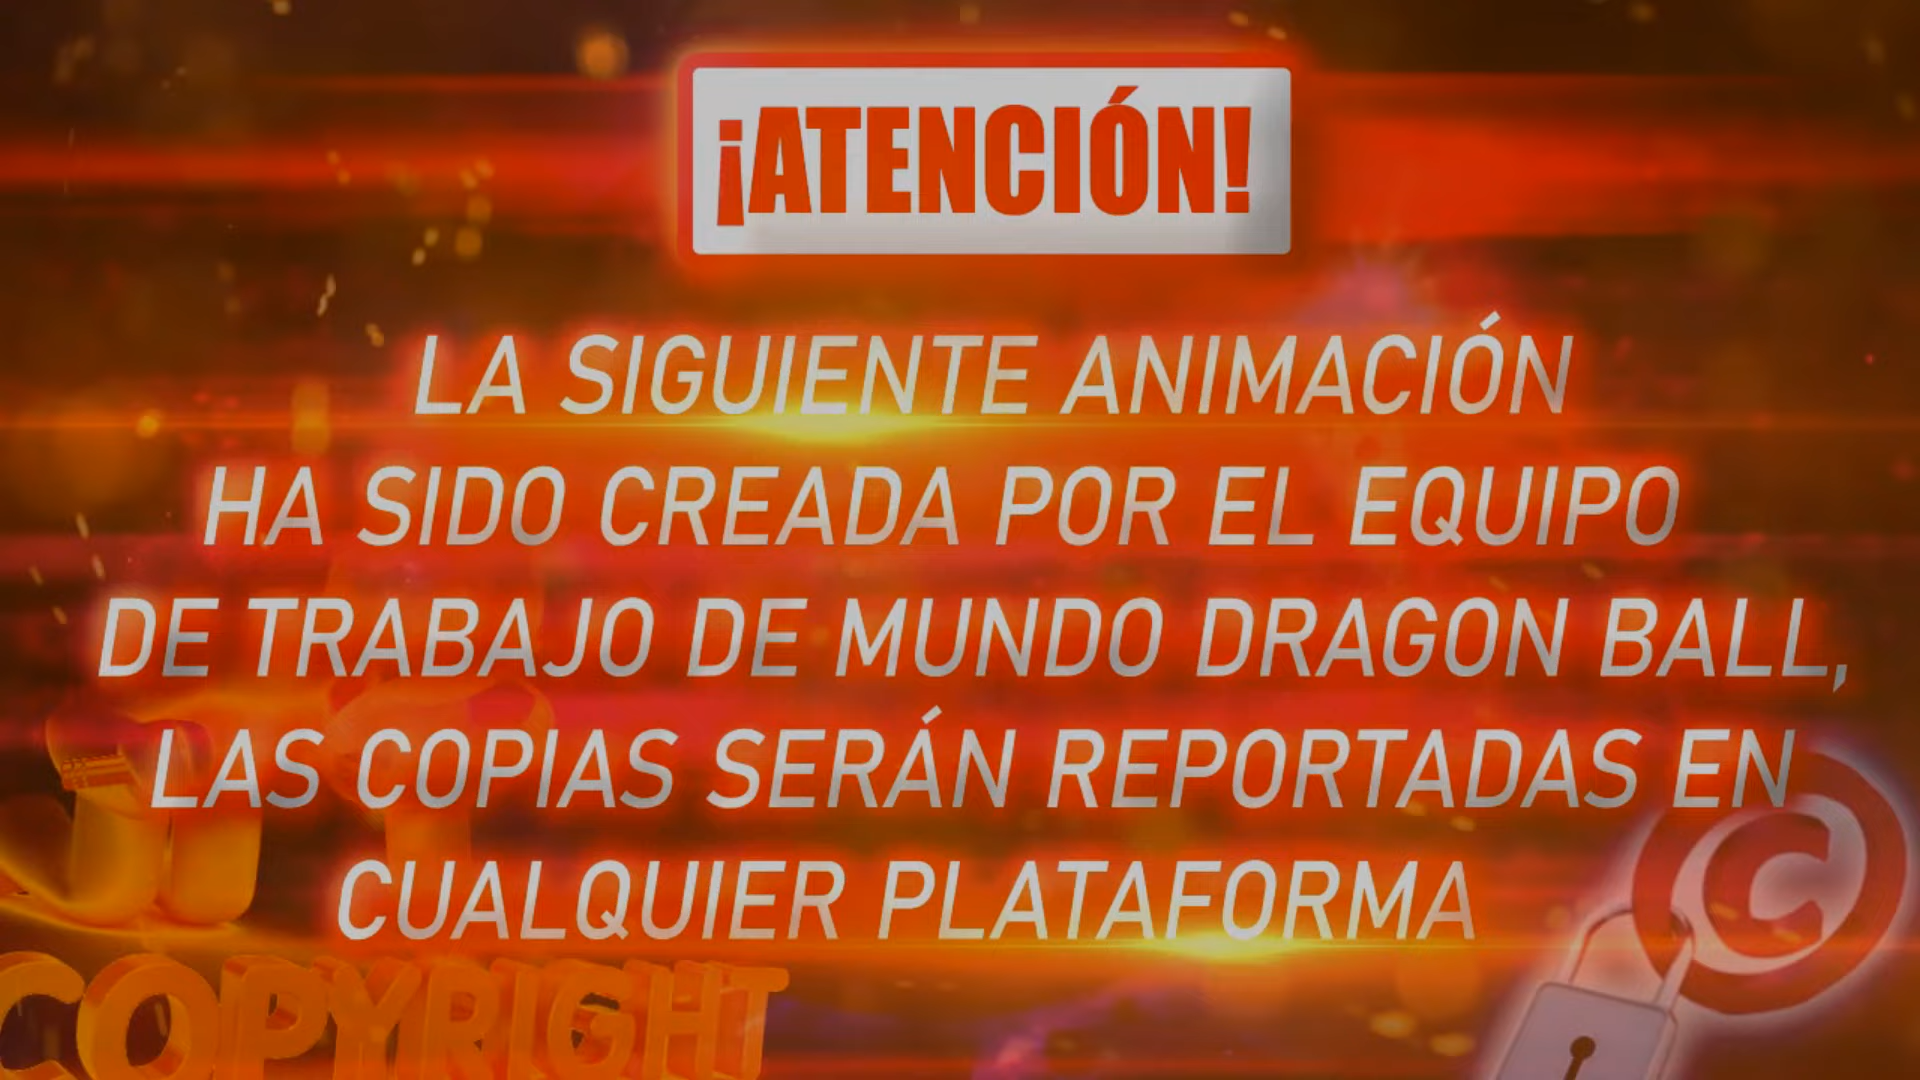 ¡ATENCIÓN!
LA SIGUIENTE ANIMACIÓN
HA SIDO CREADA POR EL EQUIPO
DE TRABAJO DE MUNDO DRAGON BALL,
LAS COPIAS SERÁN REPORTADAS EN
CUALQUIER PLATAFORMA
©
COPYRIGHT